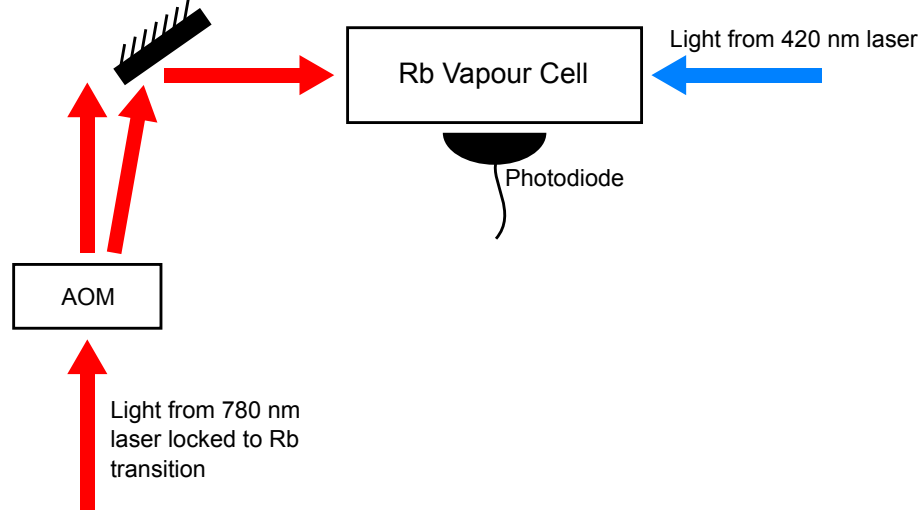 Light from 420 nm laser
Rb Vapour Cell
Photodiode
AOM
Light from 780 nm
laser locked to Rb
transition